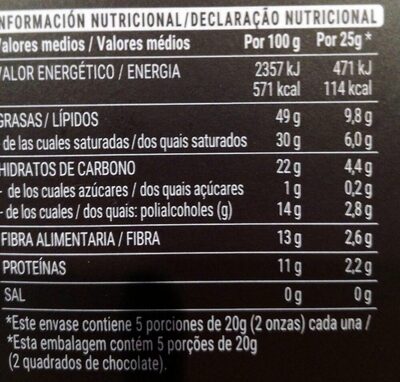 INFORMACIÓN NUTRICIONAL/DECLARAÇÃO NUTRICIONAL
Valores medios / Valores médios Por 100 g Por 25g *
VALOR ENERGÉTICO / ENERGIA 2357 kJ 471 kJ
571 kcal 114 kcal
GRASAS / LÍPIDOS 49 g 9,8 g
- de las cuales saturadas / dos quais saturados 30 g 6,0 g
HIDRATOS DE CARBONO 22 g 4,4 g
- de los cuales azúcares / dos quais açúcares 1 g 0,2 g
- de los cuales / dos quais: polialcoholes (g) 14 g 2,8 g
FIBRA ALIMENTARIA / FIBRA 13 g 2,6 g
PROTEÍNAS 11 g 2,2 g
SAL 0 g 0 g
*Este envase contiene 5 porciones de 20g (2 onzas) cada una /
*Esta embalagem contém 5 porções de 20g
(2 quadrados de chocolate).